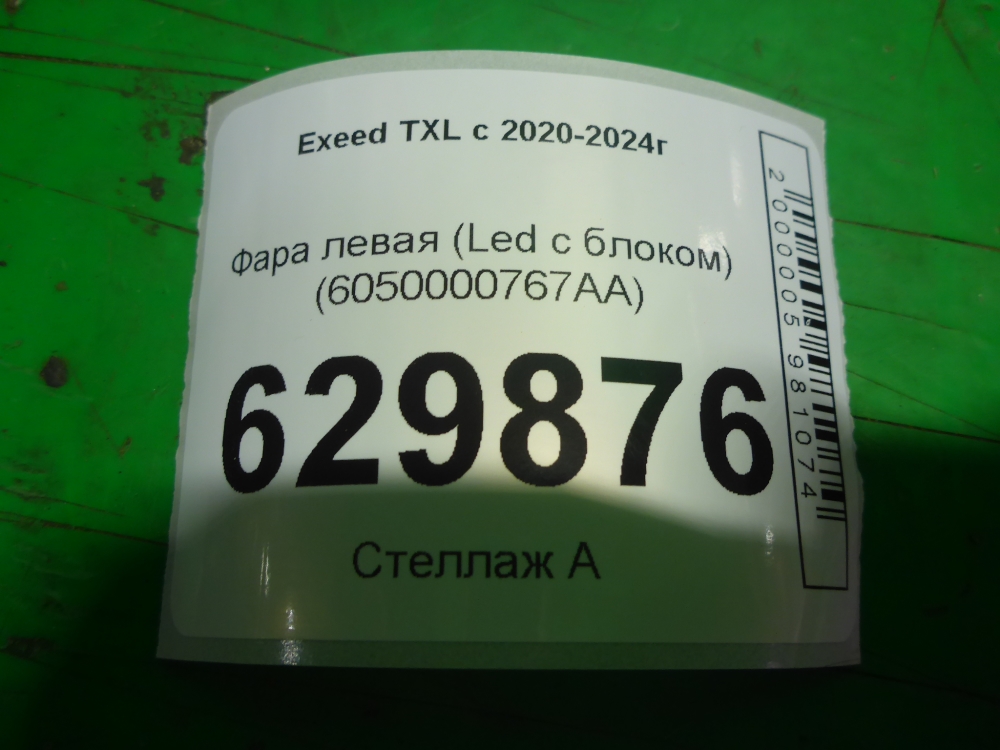 Exeed TXL с 2020-2024г
Фара левая (Led с блоком)
(6050000767AA)
629876
Стеллаж А
2000005981074